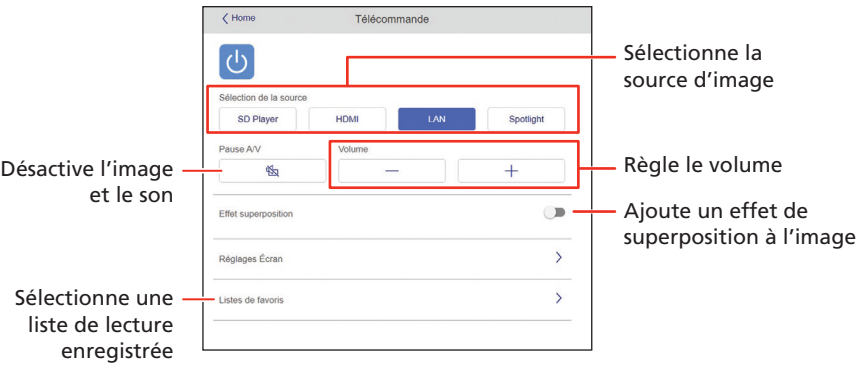 Home
Télécommande
Sélectionne la
source d'image
Sélection de la source
SD Player
HDMI
LAN
Spotlight
Pause A/V
Volume
Désactive l'image
et le son
Règle le volume
Effet superposition
Ajoute un effet de
superposition à l'image
Réglages Écran
Sélectionne une
liste de lecture
enregistrée
Listes de favoris